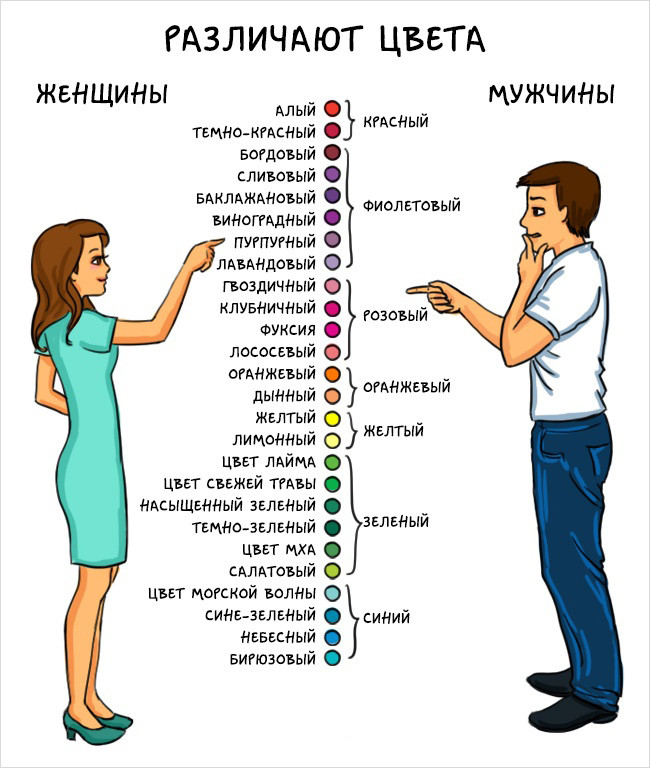 РАЗЛИЧАЮТ ЦВЕТА
ЖЕНЩИНЫ
МУЖЧИНЫ
АЛЫЙ
ТЕМНО-КРАСНЫЙ
КРАСНЫЙ
БОРДОВЫЙ
СЛИВОВЫЙ
БАКЛАЖАНОВЫЙ
ВИНОГРАДНЫЙ
ПУРПУРНЫЙ
ЛАВАНДОВЫЙ
ФИОЛЕТОВЫЙ
ГВОЗДИЧНЫЙ
КЛУБНИЧНЫЙ
ФУКСИЯ
ЛОСОСЕВЫЙ
РОЗОВЫЙ
ОРАНЖЕВЫЙ
ДЫННЫЙ
ОРАНЖЕВЫЙ
ЖЕЛТЫЙ
ЛИМОННЫЙ
ЖЕЛТЫЙ
ЦВЕТ ЛАЙМА
ЦВЕТ СВЕЖЕЙ ТРАВЫ
НАСЫЩЕННЫЙ ЗЕЛЕНЫЙ
ТЕМНО-ЗЕЛЕНЫЙ
ЦВЕТ МХА
САЛАТОВЫЙ
ЗЕЛЕНЫЙ
ЦВЕТ МОРСКОЙ ВОЛНЫ
СИНЕ-ЗЕЛЕНЫЙ
НЕБЕСНЫЙ
БИРЮЗОВЫЙ
СИНИЙ